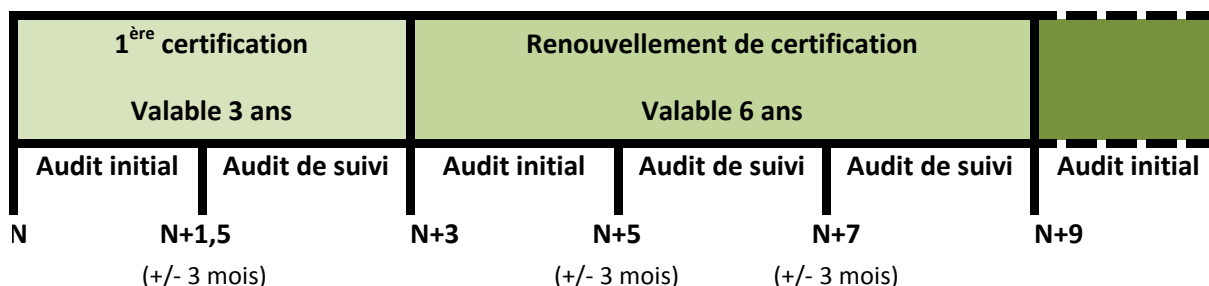 1ère certification Renouvellement de certification
Valable 3 ans Valable 6 ans
Audit initial Audit de suivi Audit initial Audit de suivi Audit de suivi Audit initial
N N+1,5 N+3 N+5 N+7 N+9
(+/- 3 mois) (+/- 3 mois) (+/- 3 mois)